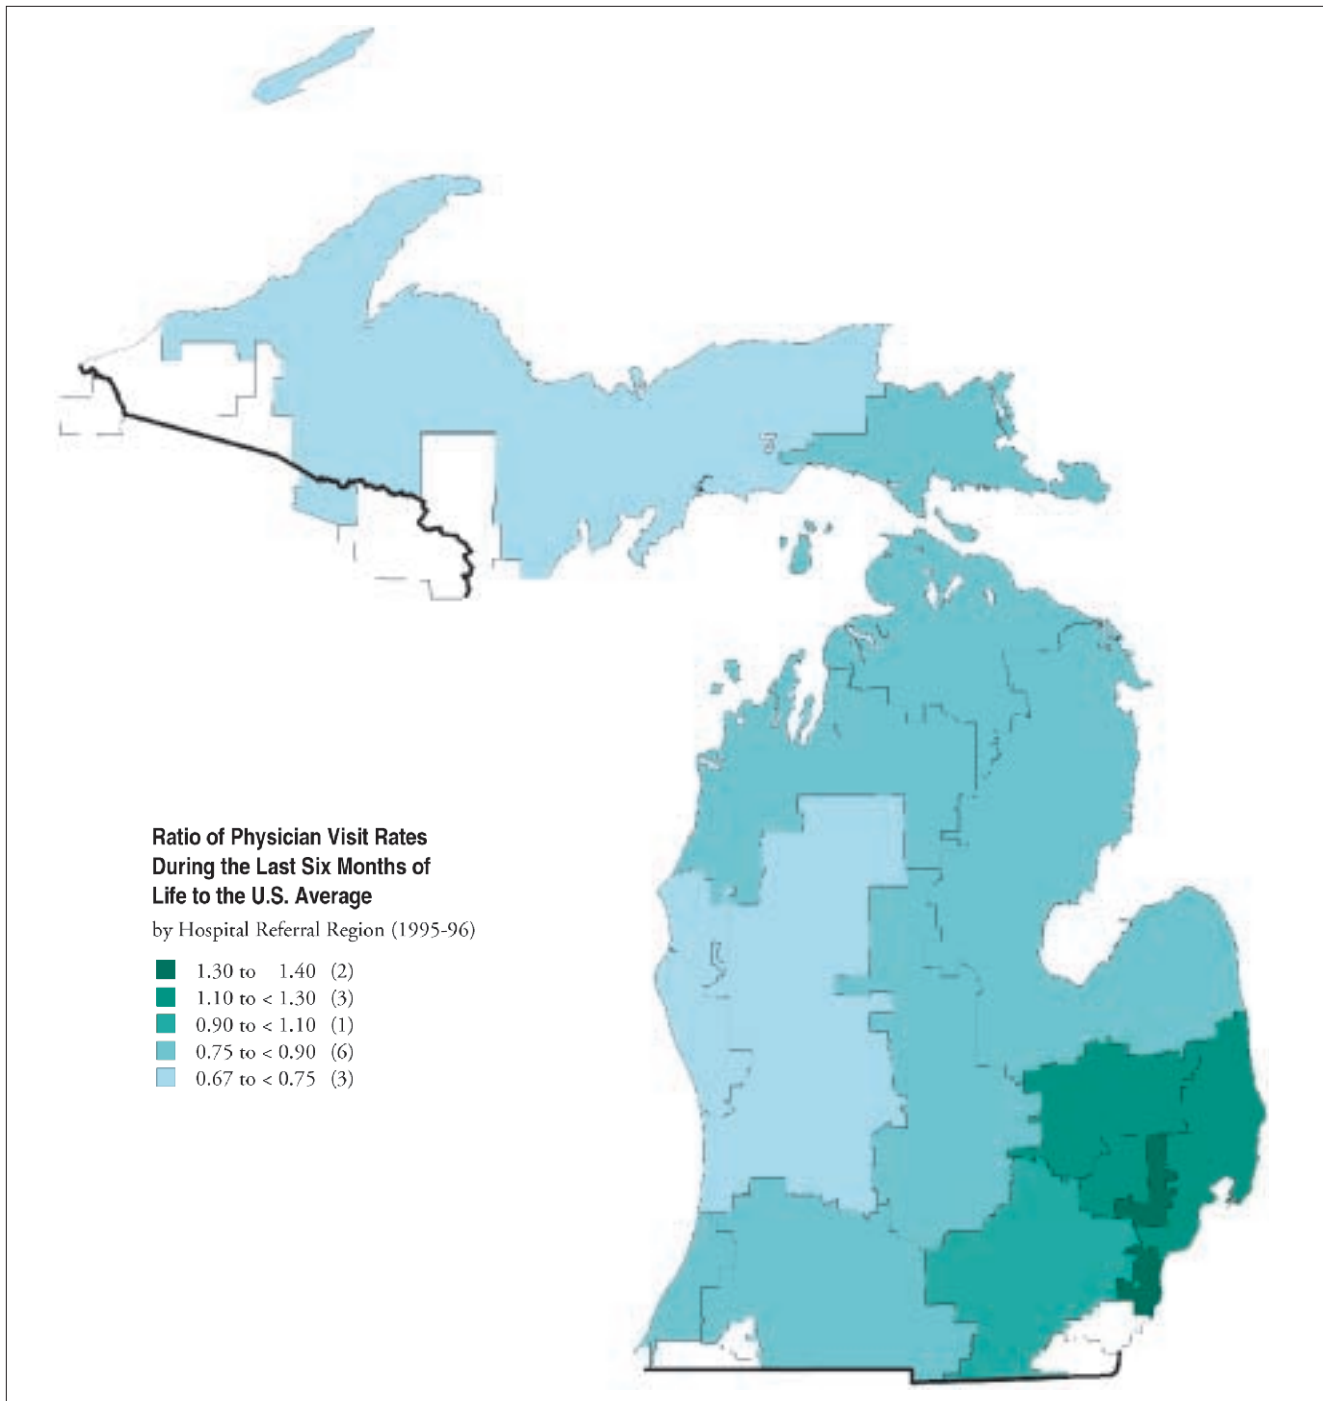 Ratio of Physician Visit Rates
During the Last Six Months of
Life to the U.S. Average
by Hospital Referral Region (1995-96)
1.30 to 1.40 (2)
1.10 to < 1.30 (3)
0.90 to < 1.10 (1)
0.75 to < 0.90 (6)
0.67 to < 0.75 (3)